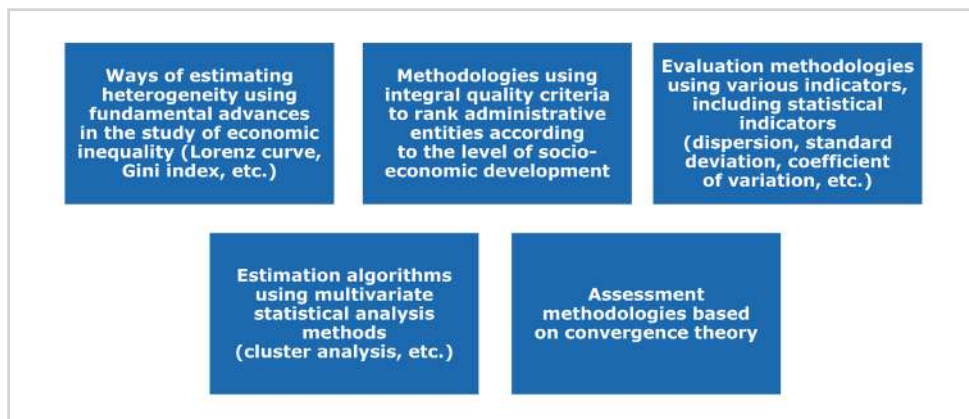 Ways of estimating
heterogeneity using
fundamental advances
in the study of economic
inequality (Lorenz curve,
Gini index, etc.)
Methodologies using
integral quality criteria
to rank administrative
entities according
to the level of socio-
economic development
Evaluation methodologies
using various indicators,
including statistical
indicators
(dispersion, standard
deviation, coefficient
of variation, etc.)
Estimation algorithms
using multivariate
statistical analysis
methods
(cluster analysis, etc.)
Assessment
methodologies based
on convergence theory